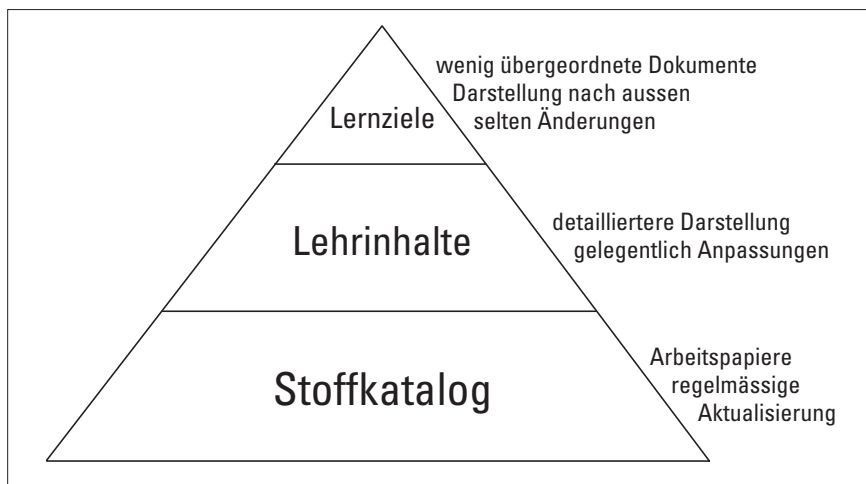 wenig übergeordnete Dokumente
Darstellung nach aussen
selten Änderungen
Lernziele
detailliertere Darstellung
gelegentlich Anpassungen
Lehrinhalte
Arbeitspapiere
regelmässige
Aktualisierung
Stoffkatalog